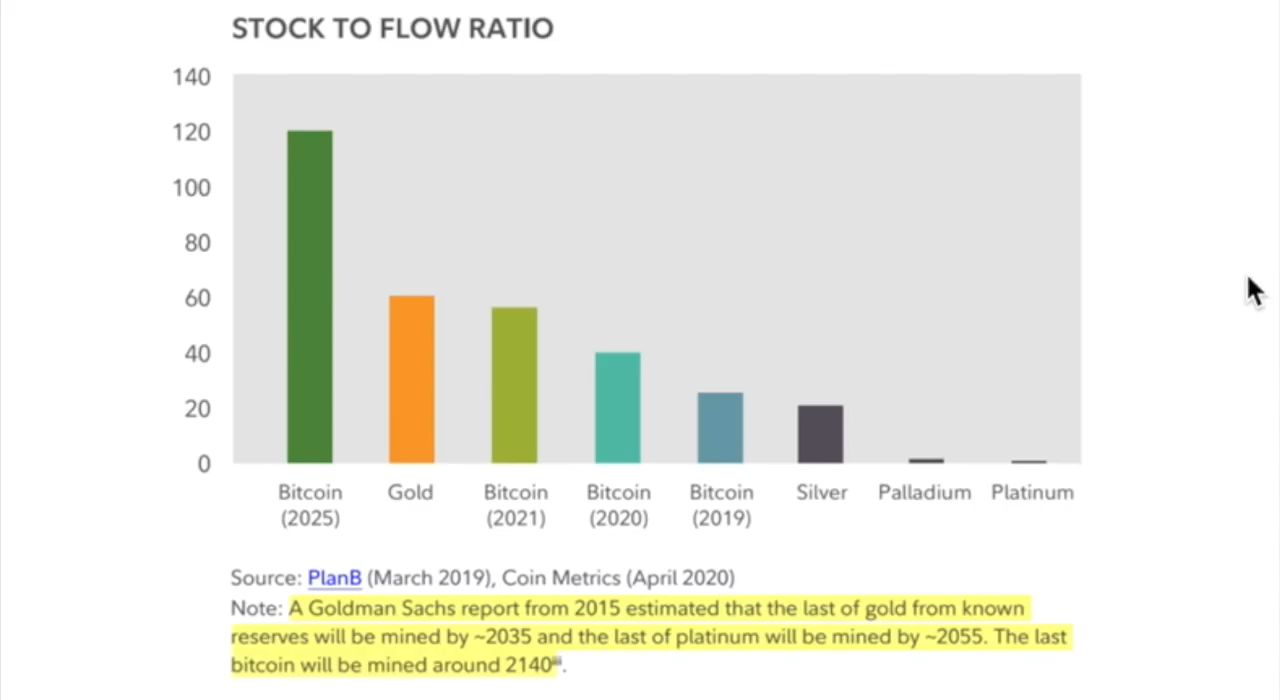 STOCK TO FLOW RATIO
140
120
100
80
60
40
20
0
Bitcoin (2025)
Gold
Bitcoin (2021)
Bitcoin (2020)
Bitcoin (2019)
Silver
Palladium
Platinum
Source: PlanB (March 2019), Coin Metrics (April 2020)
Note: A Goldman Sachs report from 2015 estimated that the last of gold from known
reserves will be mined by ~2035 and the last of platinum will be mined by ~2055. The last
bitcoin will be mined around 2140.